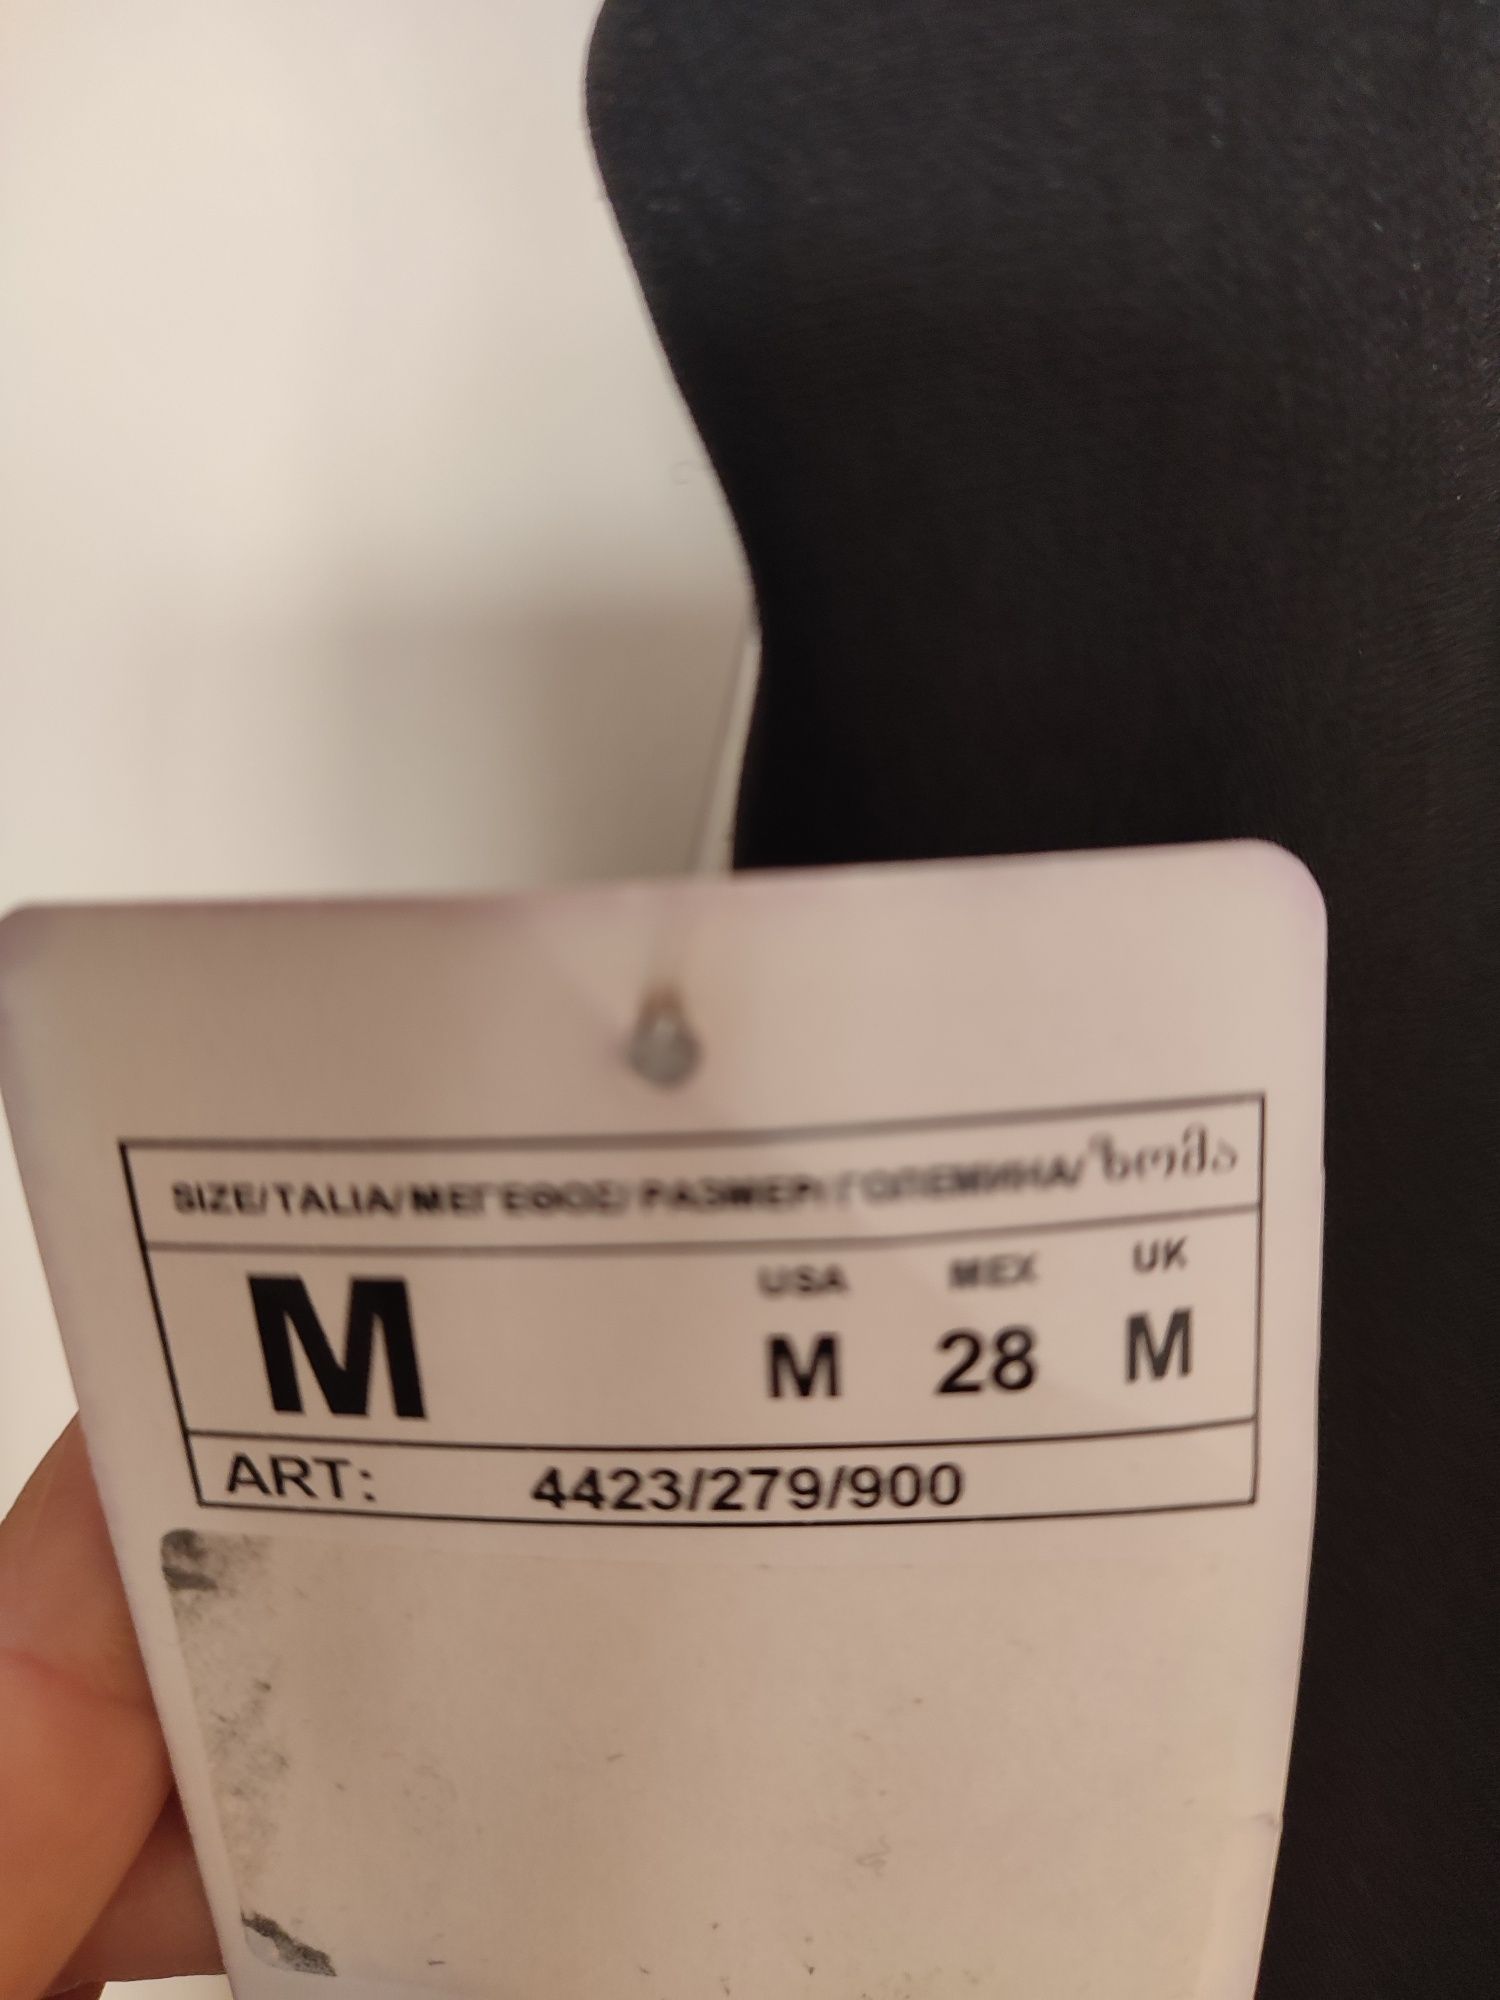 SIZE/TALIA/ΜΕΓΕΘΟΣ/РАЗМЕР/ГОЛЕМИНА/ზომა
M USA MEX UK
M 28 M
ART: 4423/279/900